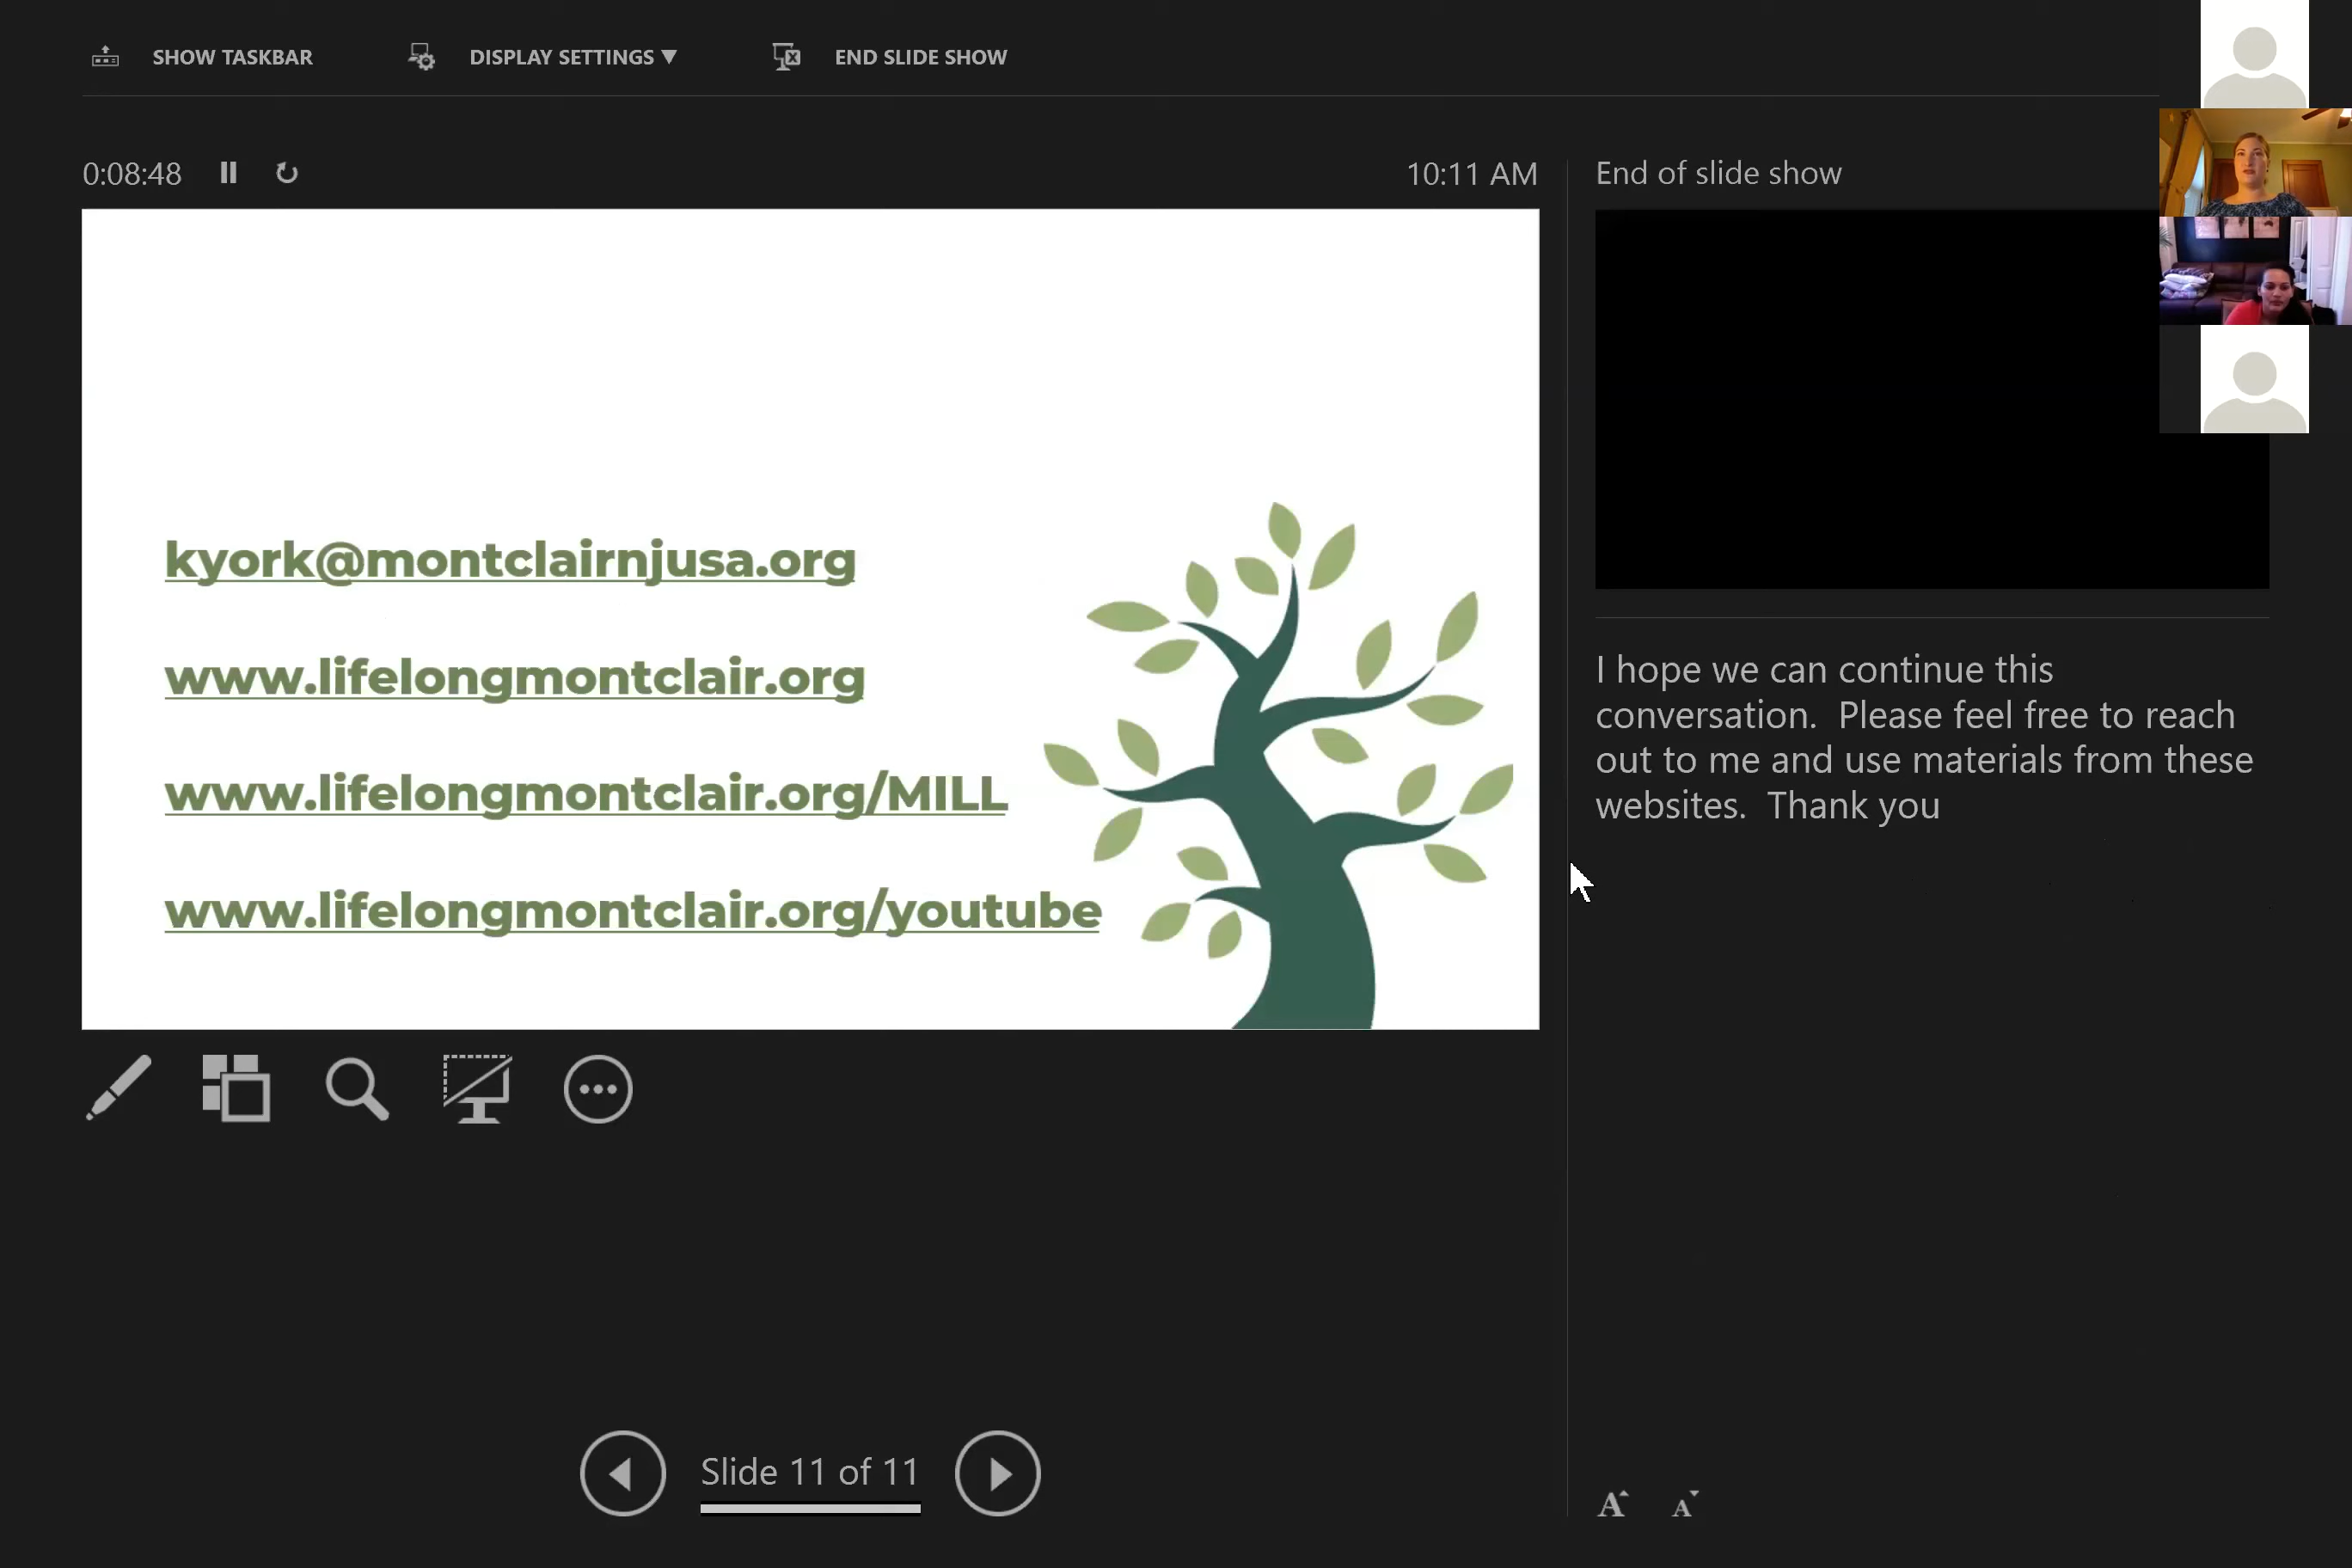 SHOW TASKBAR
DISPLAY SETTINGS ▼
END SLIDE SHOW
0:08:48
10:11 AM
End of slide show
kyork@montclairnjusa.org
www.lifelongmontclair.org
www.lifelongmontclair.org/MILL
www.lifelongmontclair.org/youtube
I hope we can continue this
conversation.  Please feel free to reach
out to me and use materials from these
websites.  Thank you
Slide 11 of 11
A A